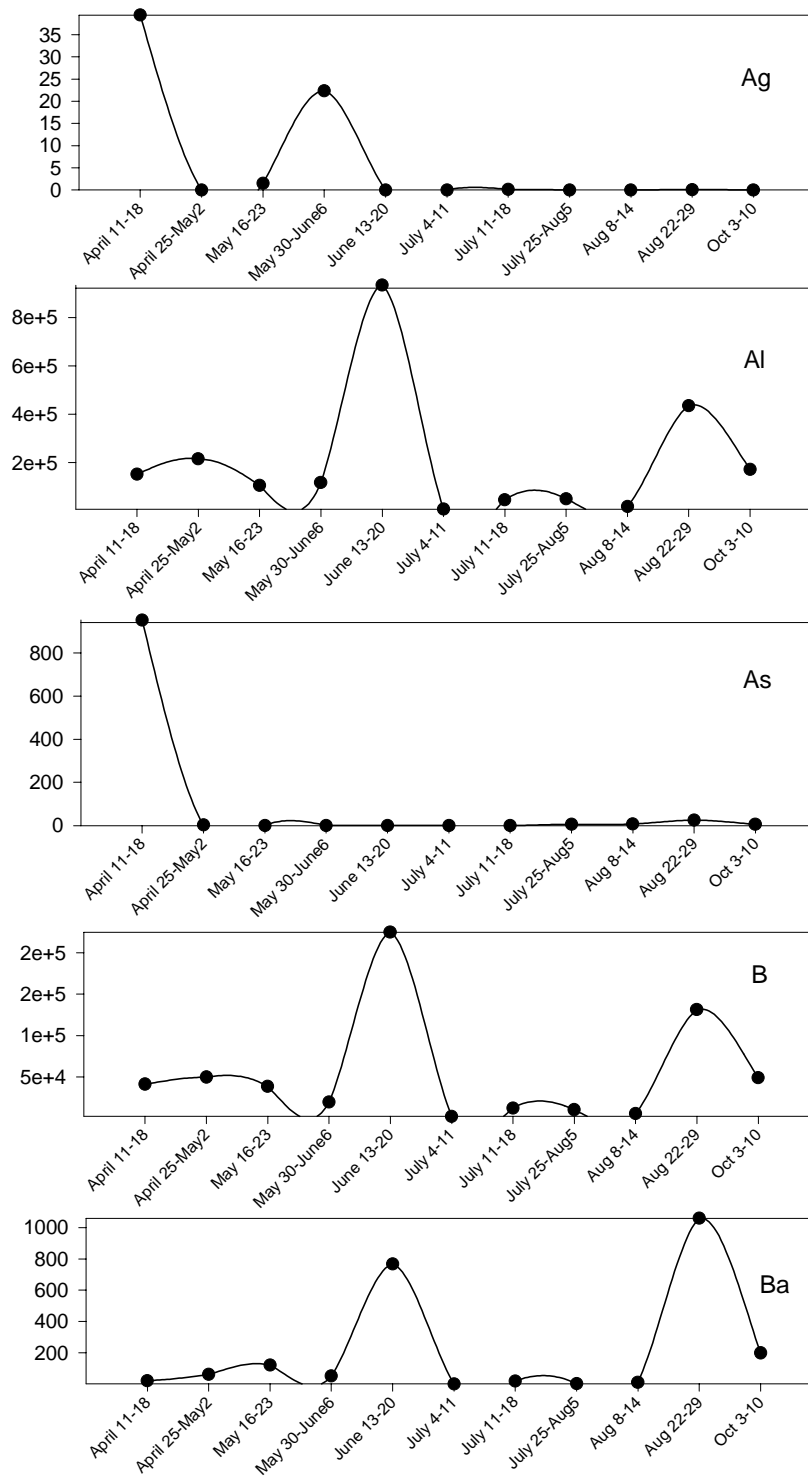 35
30
25
20
15
10
5
0
Ag
April 11-18
April 25-May2
May 16-23
May 30-June6
June 13-20
July 4-11
July 11-18
July 25-Aug5
Aug 8-14
Aug 22-29
Oct 3-10
8e+5
6e+5
4e+5
2e+5
Al
April 11-18
April 25-May2
May 16-23
May 30-June6
June 13-20
July 4-11
July 11-18
July 25-Aug5
Aug 8-14
Aug 22-29
Oct 3-10
800
600
400
200
0
As
April 11-18
April 25-May2
May 16-23
May 30-June6
June 13-20
July 4-11
July 11-18
July 25-Aug5
Aug 8-14
Aug 22-29
Oct 3-10
2e+5
2e+5
1e+5
5e+4
B
April 11-18
April 25-May2
May 16-23
May 30-June6
June 13-20
July 4-11
July 11-18
July 25-Aug5
Aug 8-14
Aug 22-29
Oct 3-10
1000
800
600
400
200
Ba
April 11-18
April 25-May2
May 16-23
May 30-June6
June 13-20
July 4-11
July 11-18
July 25-Aug5
Aug 8-14
Aug 22-29
Oct 3-10